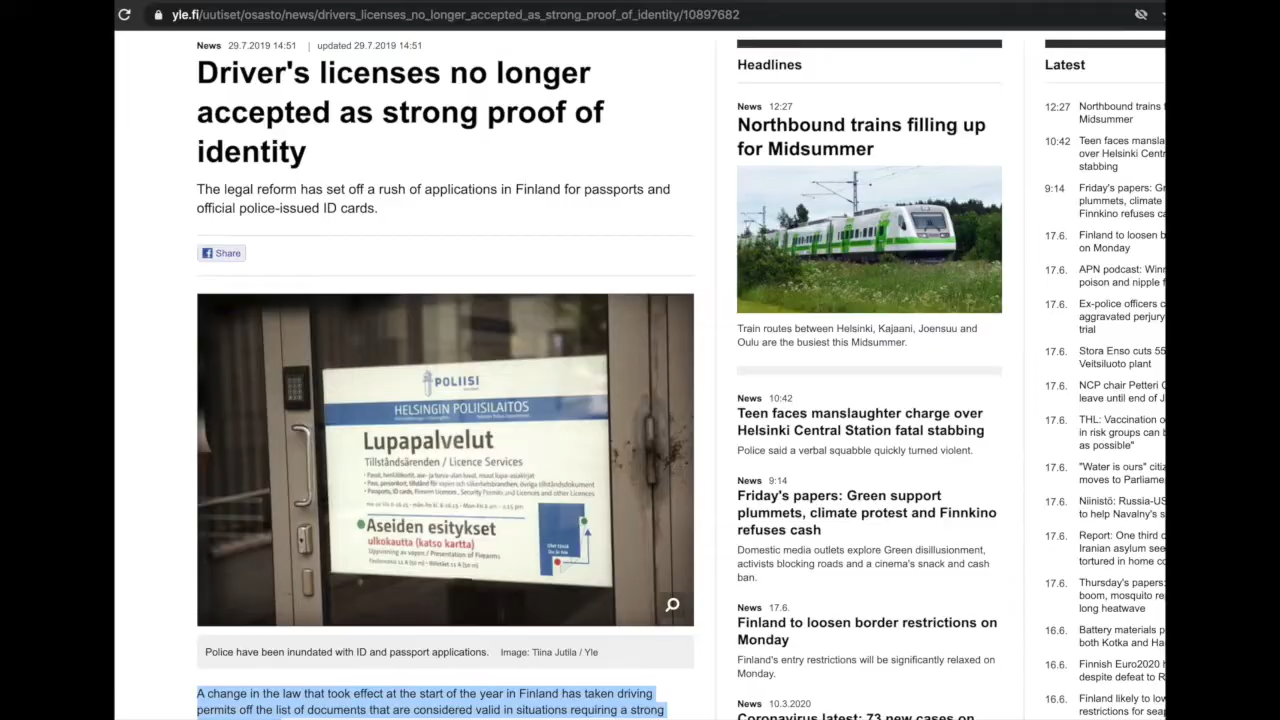 yle.fi/uutiset/osasto/news/drivers_licenses_no_longer_accepted_as_strong_proof_of_identity/10897682
News 29.7.2019 14:51 | updated 29.7.2019 14:51
Driver's licenses no longer
accepted as strong proof of
identity
The legal reform has set off a rush of applications in Finland for passports and
official police-issued ID cards.
Share
POLIISI
HELSINGIN POLIISILAITOS
Lupapalvelut
Tillståndsärenden / Licence Services
Aseiden esitykset
ulkokautta (katso kartta)
Uppvisning av vapen / Presentation of Firearms
Police have been inundated with ID and passport applications. Image: Tiina Jutila / Yle
A change in the law that took effect at the start of the year in Finland has taken driving
permits off the list of documents that are considered valid in situations requiring a strong
Headlines
News 12:27
Northbound trains filling up
for Midsummer
Train routes between Helsinki, Kajaani, Joensuu and
Oulu are the busiest this Midsummer.
News 10:42
Teen faces manslaughter charge over
Helsinki Central Station fatal stabbing
Police said a verbal squabble quickly turned violent.
News 9:14
Friday's papers: Green support
plummets, climate protest and Finnkino
refuses cash
Domestic media outlets explore Green disillusionment,
activists blocking roads and a cinema's snack and cash
ban.
News 17.6.
Finland to loosen border restrictions on
Monday
Finland's entry restrictions will be significantly relaxed on
Monday.
News 10.3.2020
Coronavirus latest: 73 new cases on
Latest
12:27 Northbound trains
Midsummer
10:42 Teen faces mansla
over Helsinki Centr
stabbing
9:14 Friday's papers: Gr
plummets, climate
Finnkino refuses ca
17.6. Finland to loosen b
on Monday
17.6. APN podcast: Winn
poison and nipple f
17.6. Ex-police officers c
aggravated perjury
trial
17.6. Stora Enso cuts 55
Veitsiluoto plant
17.6. NCP chair Petteri O
leave until end of J
17.6. THL: Vaccination o
in risk groups can b
as possible"
17.6. "Water is ours" citiz
moves to Parliame
17.6. Niinistö: Russia-US
to help Navalny's s
17.6. Report: One third o
Iranian asylum see
tortured in home co
17.6. Thursday's papers:
boom, mosquito re
long heatwave
16.6. Battery materials p
both Kotka and Ha
16.6. Finnish Euro2020 h
despite defeat to R
16.6. Finland likely to low
restrictions for sea